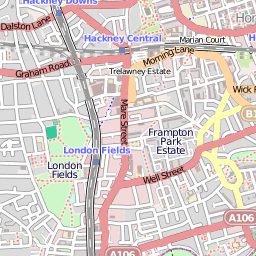 Hackney Downs
Dalston Lane
Hackney Central
Marian Court
Morning Lane
Graham Road
Trelawney Estate
Mare Street
Wick
Frampton
Park
Estate
London Fields
London
Fields
Well Street
A106
A106